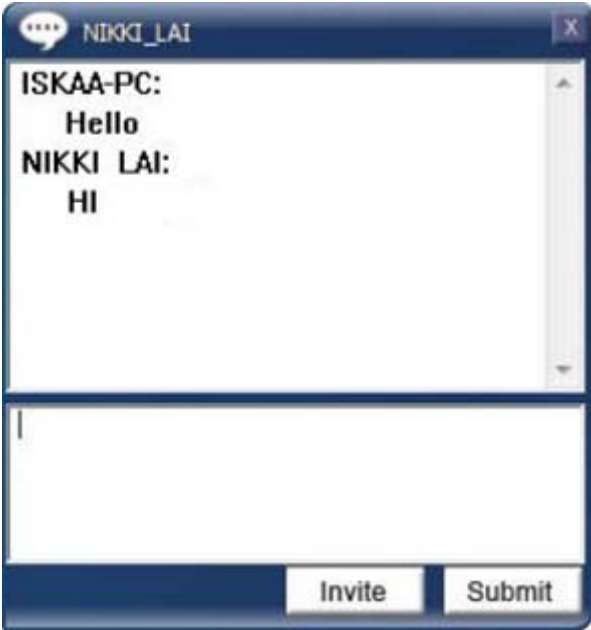 NIKKI_LAI
X
ISKAA-PC:
Hello
NIKKI LAI:
HI
Invite
Submit